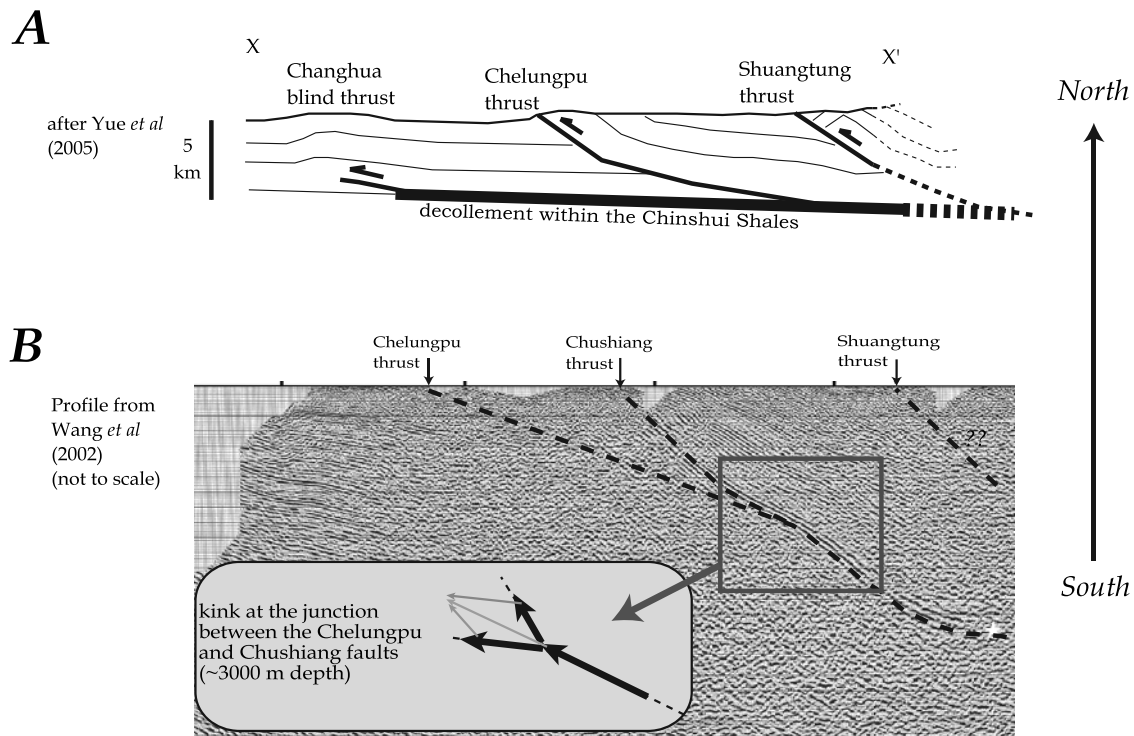 A
X
X'
Changhua
blind thrust
Chelungpu
thrust
Shuangtung
thrust
North
after Yue et al
(2005)
5
km
decollement within the Chinshui Shales
B
Chelungpu
thrust
Chushiang
thrust
Shuangtung
thrust
Profile from
Wang et al
(2002)
(not to scale)
??
South
kink at the junction
between the Chelungpu
and Chushiang faults
(~3000 m depth)